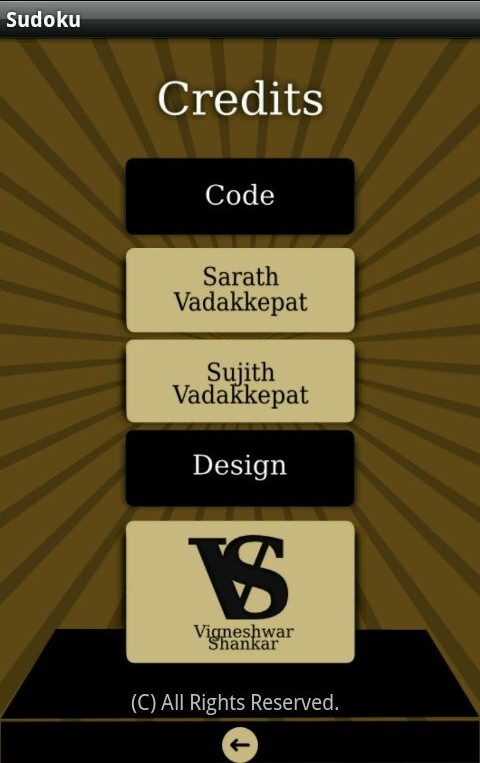 Sudoku
Credits
Code
Sarath
Vadakkepat
Sujith
Vadakkepat
Design
VS
Vigneshwar
Shankar
(C) All Rights Reserved.